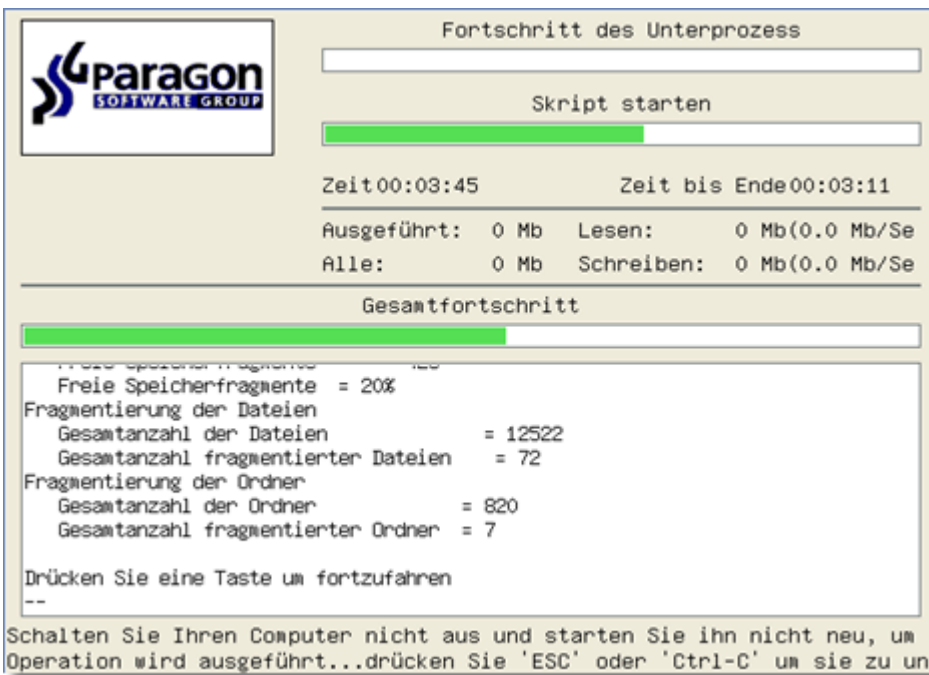 Paragon
SOFTWARE GROUP
Fortschritt des Unterprozess
Skript starten
Zeit 00:03:45 Zeit bis Ende 00:03:11
Ausgeführt: 0 Mb Lesen: 0 Mb(0.0 Mb/Se
Alle: 0 Mb Schreiben: 0 Mb(0.0 Mb/Se
Gesamtfortschritt
Freie Speicherfragmente = 20%
Fragmentierung der Dateien
Gesamtanzahl der Dateien = 12522
Gesamtanzahl fragmentierter Dateien = 72
Fragmentierung der Ordner
Gesamtanzahl der Ordner = 820
Gesamtanzahl fragmentierter Ordner = 7
Drücken Sie eine Taste um fortzufahren
--
Schalten Sie Ihren Computer nicht aus und starten Sie ihn nicht neu, um
Operation wird ausgeführt...drücken Sie 'ESC' oder 'Ctrl-C' um sie zu un